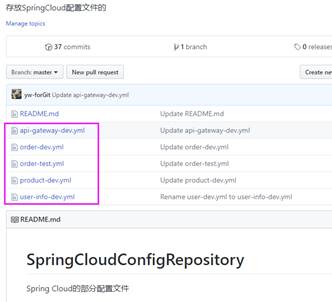 存放SpringCloud配置文件的
Manage topics
37 commits 1 branch 0 releases
Branch: master New pull request Create new
yw-forGit Update api-gateway-dev.yml
README.md Update README.md
api-gateway-dev.yml Update api-gateway-dev.yml
order-dev.yml Update order-dev.yml
order-test.yml Update order-test.yml
product-dev.yml Update product-dev.yml
user-info-dev.yml Rename user-dev.yml to user-info-dev.yml
README.md
SpringCloudConfigRepository
Spring Cloud的部分配置文件